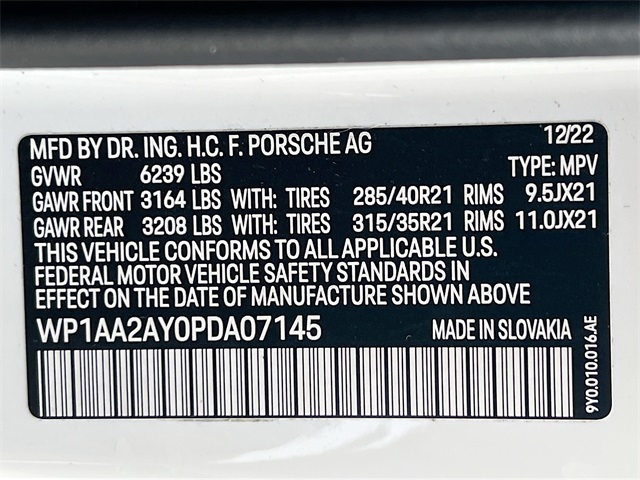 MFD BY DR. ING. H.C. F. PORSCHE AG 12/22
GVWR 6239 LBS TYPE: MPV
GAWR FRONT 3164 LBS WITH: TIRES 285/40R21 RIMS 9.5JX21
GAWR REAR 3208 LBS WITH: TIRES 315/35R21 RIMS 11.0JX21
THIS VEHICLE CONFORMS TO ALL APPLICABLE U.S.
FEDERAL MOTOR VEHICLE SAFETY STANDARDS IN
EFFECT ON THE DATE OF MANUFACTURE SHOWN ABOVE.
WP1AA2AY0PDA07145 MADE IN SLOVAKIA
9Y0.010.016.AE